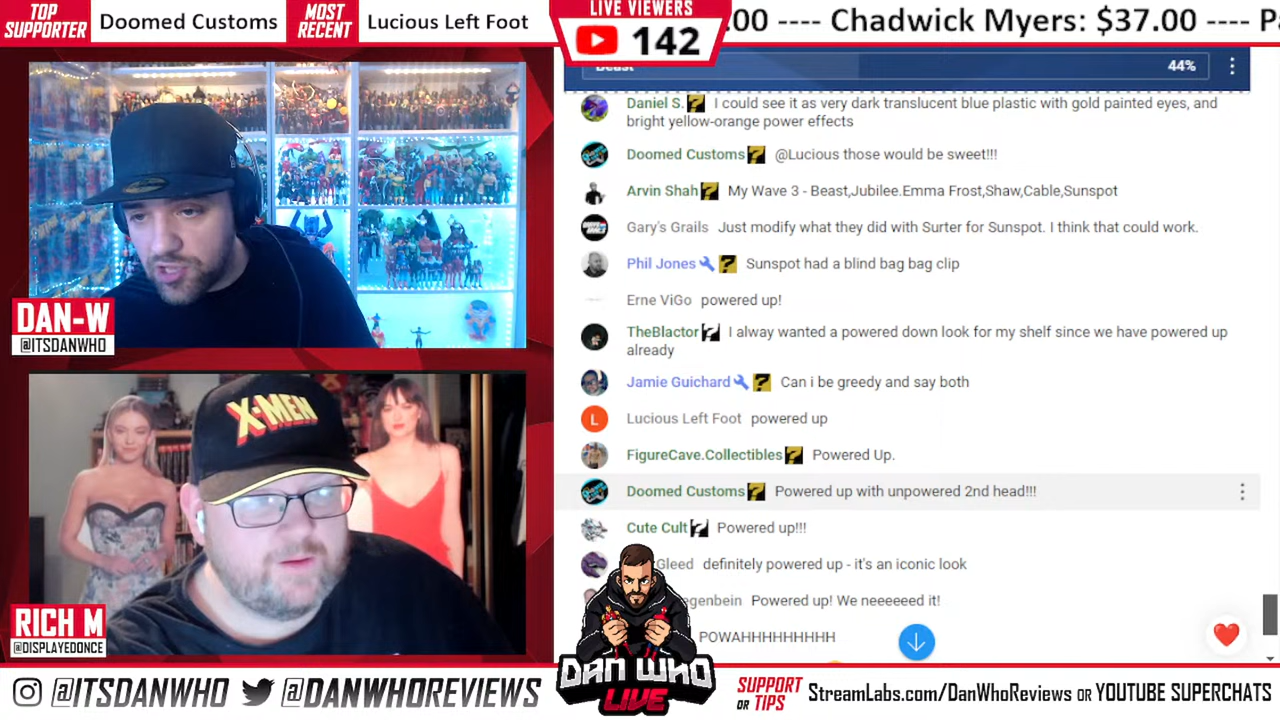 TOP SUPPORTER
Doomed Customs
MOST RECENT
Lucious Left Foot
LIVE VIEWERS
142
.00 ---- Chadwick Myers: $37.00 ---- Pa
Beast
44%
Daniel S. I could see it as very dark translucent blue plastic with gold painted eyes, and
bright yellow-orange power effects
Doomed Customs @Lucious those would be sweet!!!
Arvin Shah My Wave 3 - Beast,Jubilee.Emma Frost,Shaw,Cable,Sunspot
Gary's Grails Just modify what they did with Surter for Sunspot. I think that could work.
Phil Jones Sunspot had a blind bag bag clip
Erne ViGo powered up!
TheBlactor I alway wanted a powered down look for my shelf since we have powered up
already
Jamie Guichard Can i be greedy and say both
L
Lucious Left Foot powered up
FigureCave.Collectibles Powered Up.
Doomed Customs Powered up with unpowered 2nd head!!!
Cute Cult Powered up!!!
Gleed definitely powered up - it's an iconic look
egenbein Powered up! We neeeeeed it!
POWAHHHHHHHHH
DAN-W
@ITSDANWHO
X-MEN
RICH M
@DISPLAYEDONCE
DAN WHO
LIVE
@ITSDANWHO
@DANWHOREVIEWS
SUPPORT
OR TIPS
StreamLabs.com/DanWhoReviews OR YOUTUBE SUPERCHATS